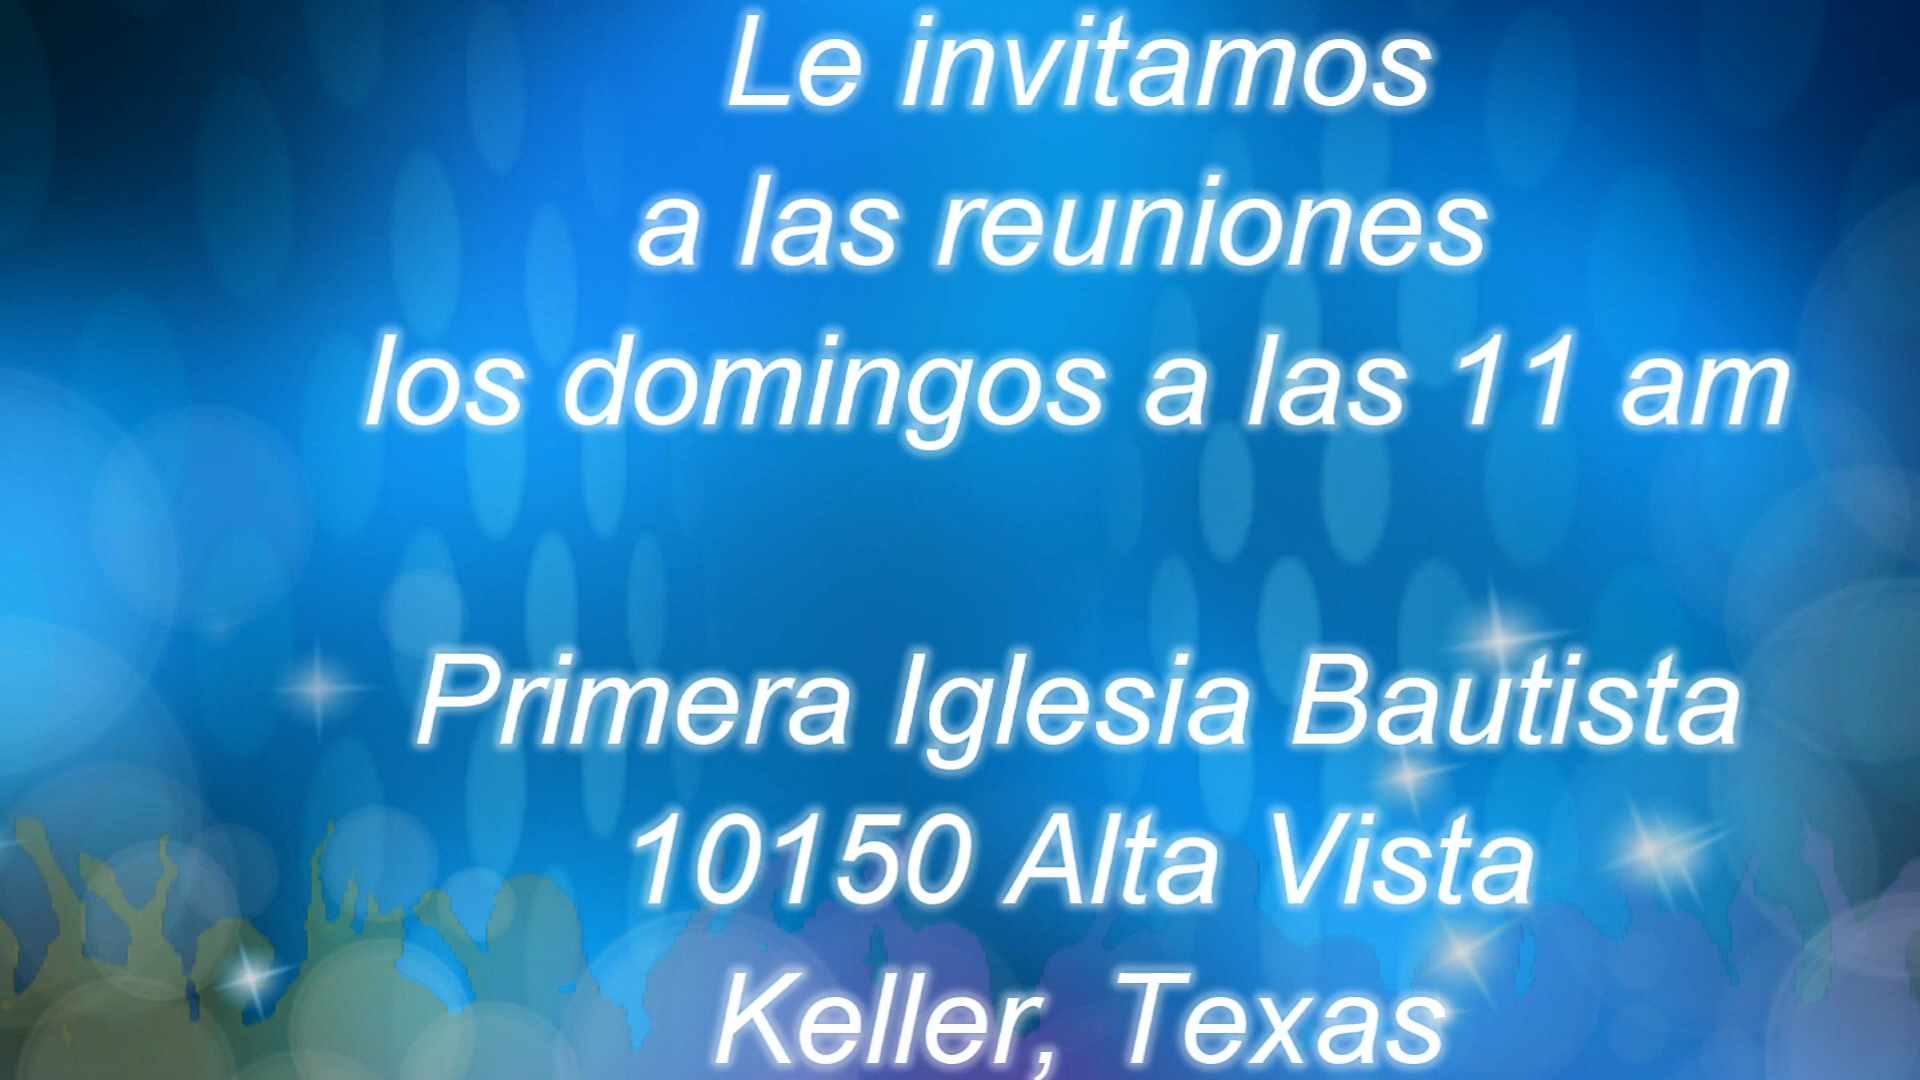 Le invitamos
a las reuniones
los domingos a las 11 am
Primera Iglesia Bautista
10150 Alta Vista
Keller, Texas